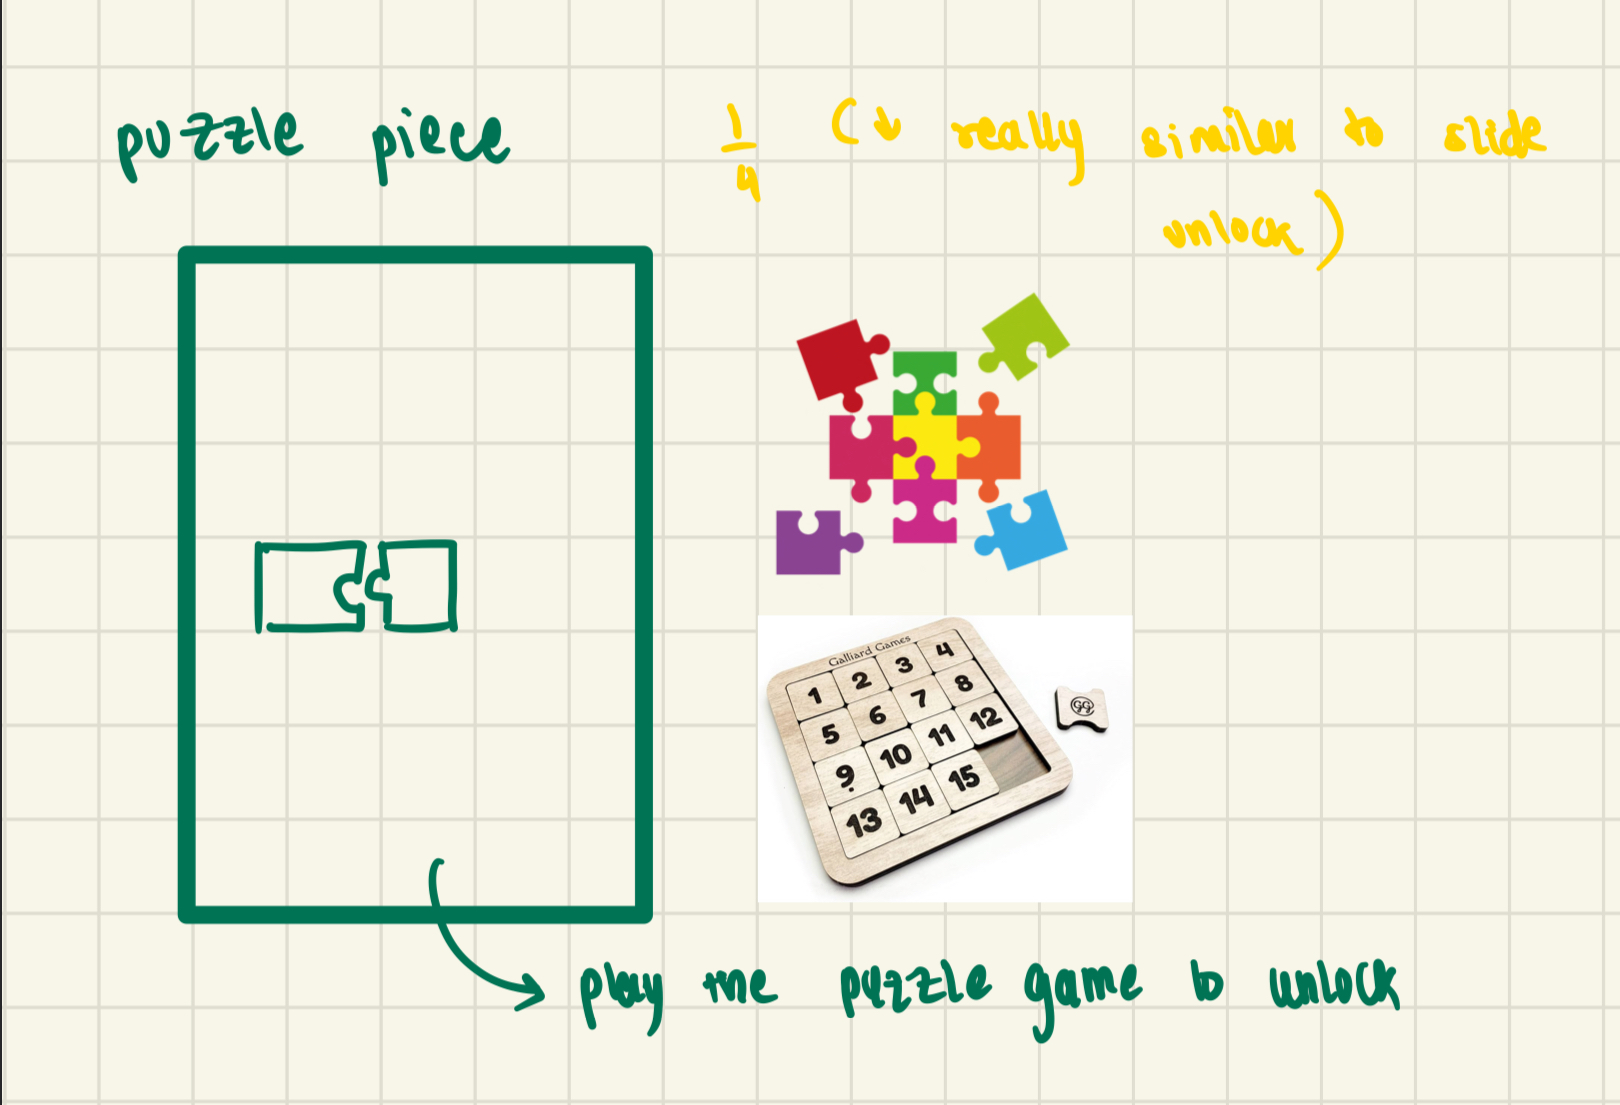 puzzle piece
1/4 (↓ really similar to slide
unlock)
Galliard Games
1 2 3 4
5 6 7 8
9 10 11 12
13 14 15
GG
play the puzzle game to unlock